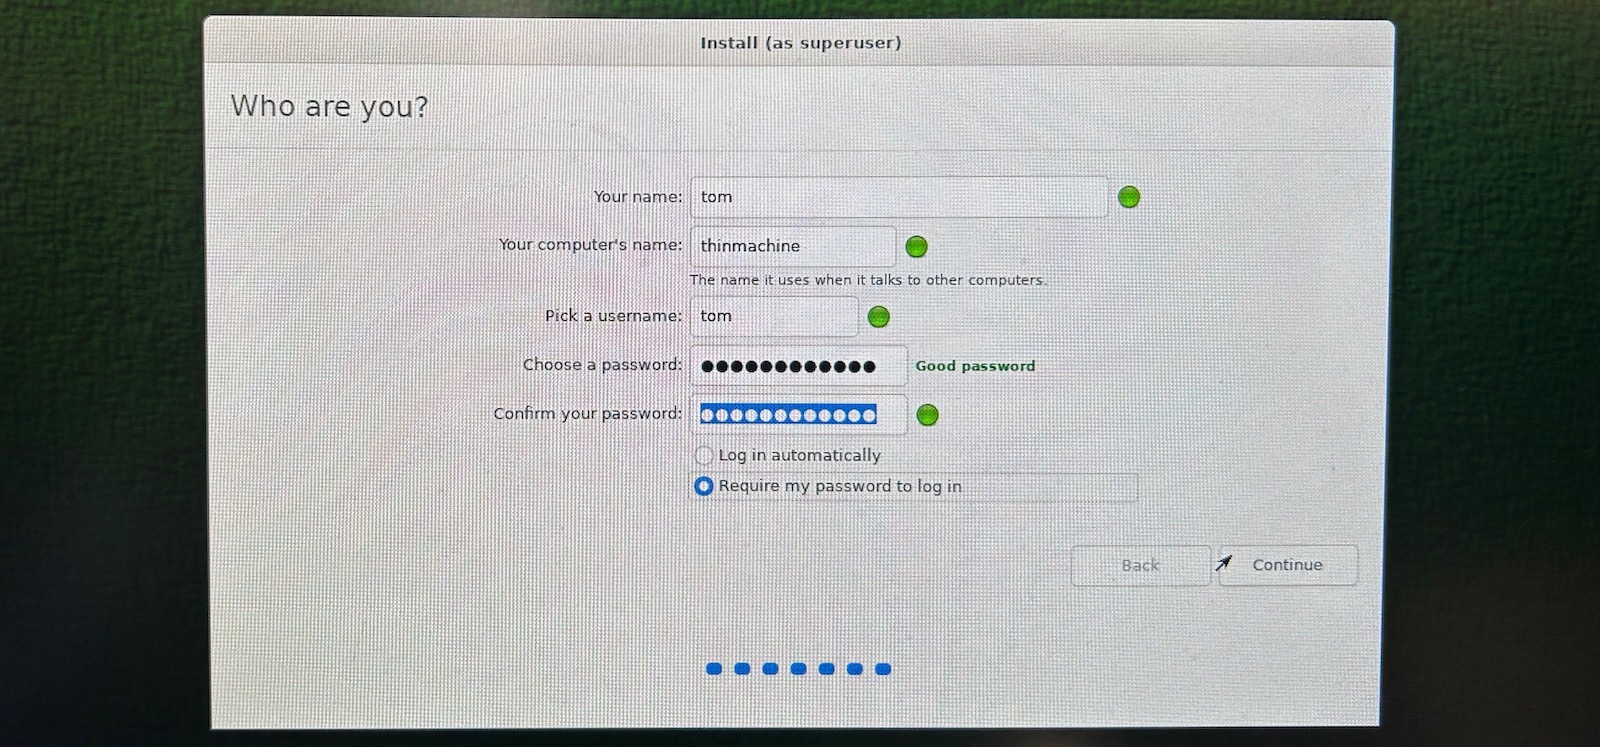 Install (as superuser)
Who are you?
Your name: tom
Your computer's name: thinmachine
The name it uses when it talks to other computers.
Pick a username: tom
Choose a password: ●●●●●●●●●●●● Good password
Confirm your password: ●●●●●●●●●●●●
Log in automatically
Require my password to log in
Back Continue